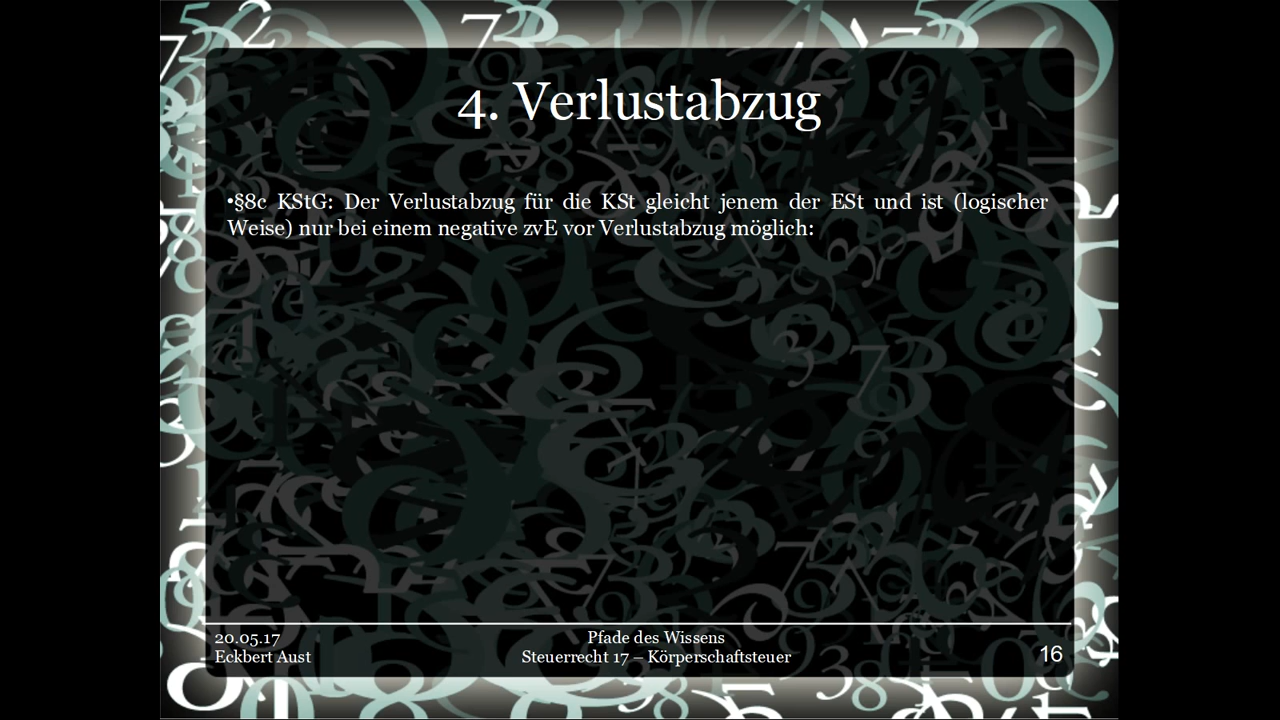 4. Verlustabzug
•§8c KStG: Der Verlustabzug für die KSt gleicht jenem der ESt und ist (logischer
Weise) nur bei einem negative zvE vor Verlustabzug möglich:
20.05.17
Eckbert Aust
Pfade des Wissens
Steuerrecht 17 – Körperschaftsteuer
16